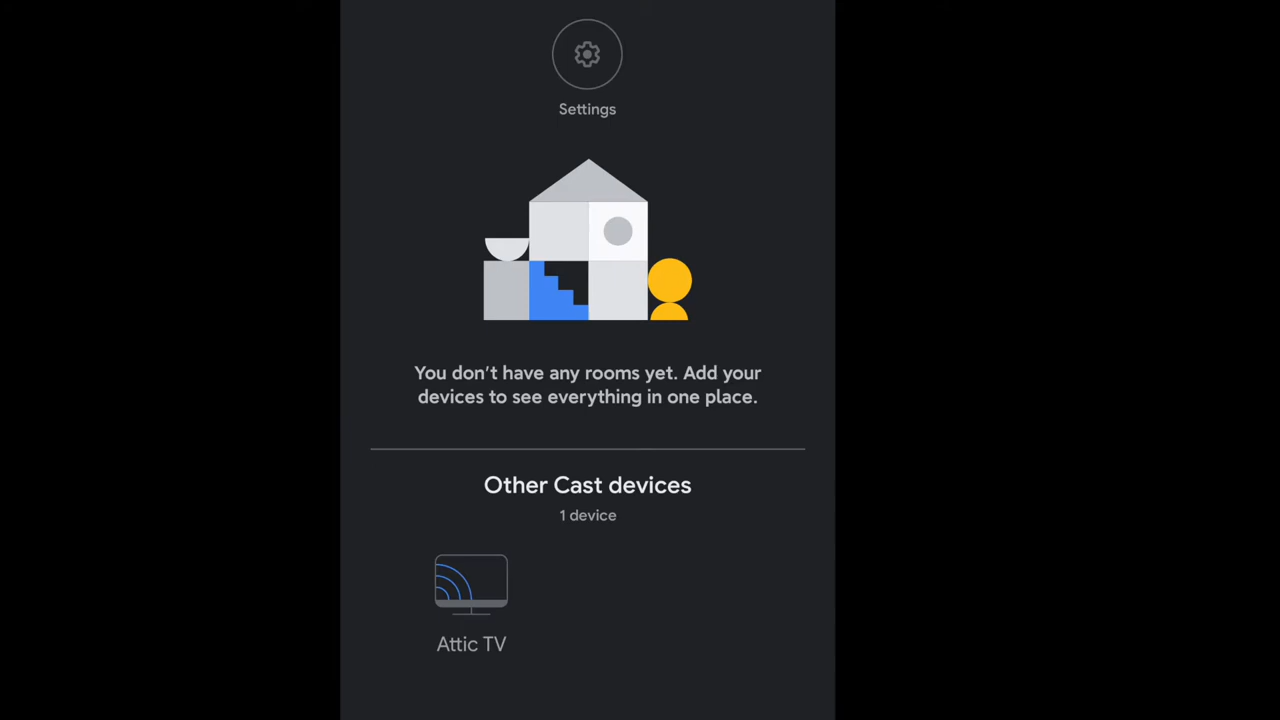 Settings
You don't have any rooms yet. Add your
devices to see everything in one place.
Other Cast devices
1 device
Attic TV